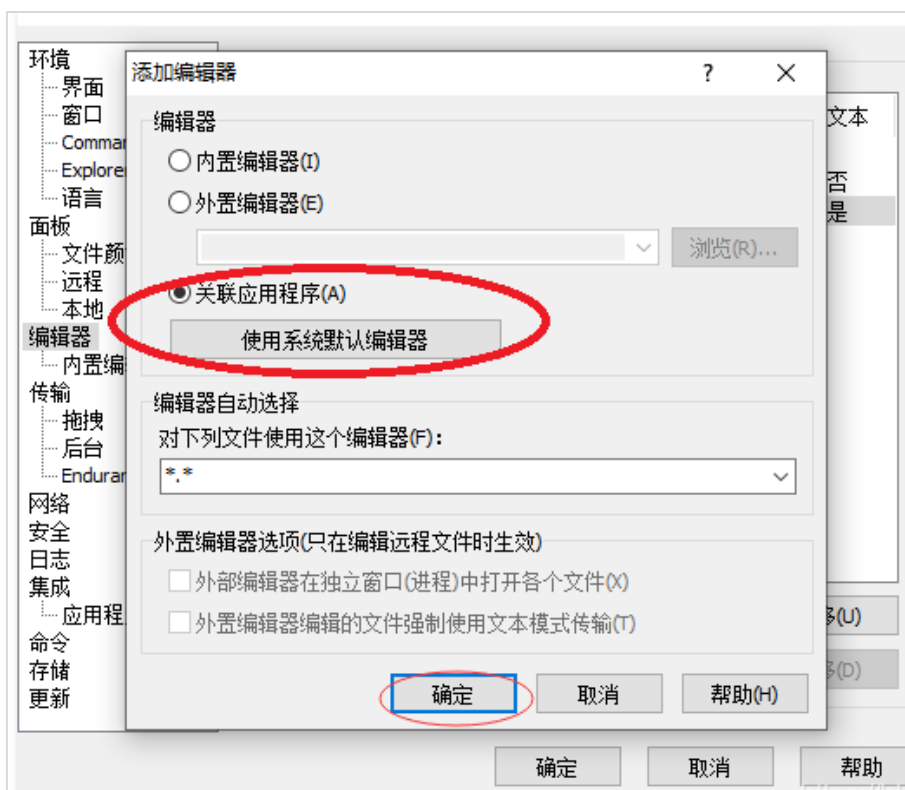 添加编辑器
编辑器
内置编辑器(I)
外置编辑器(E)
浏览(R)...
关联应用程序(A)
使用系统默认编辑器
编辑器自动选择
对下列文件使用这个编辑器(F):
*.*
外置编辑器选项(只在编辑远程文件时生效)
外部编辑器在独立窗口(进程)中打开各个文件(X)
外置编辑器编辑的文件强制使用文本模式传输(T)
确定 取消 帮助(H)
环境
界面
窗口
Comma
Explore
语言
面板
文件颜
远程
本地
编辑器
内置编
传输
拖拽
后台
Endurar
网络
安全
日志
集成
应用程
命令
存储
更新
文本
否
是
(U)
(D)
确定 取消 帮助